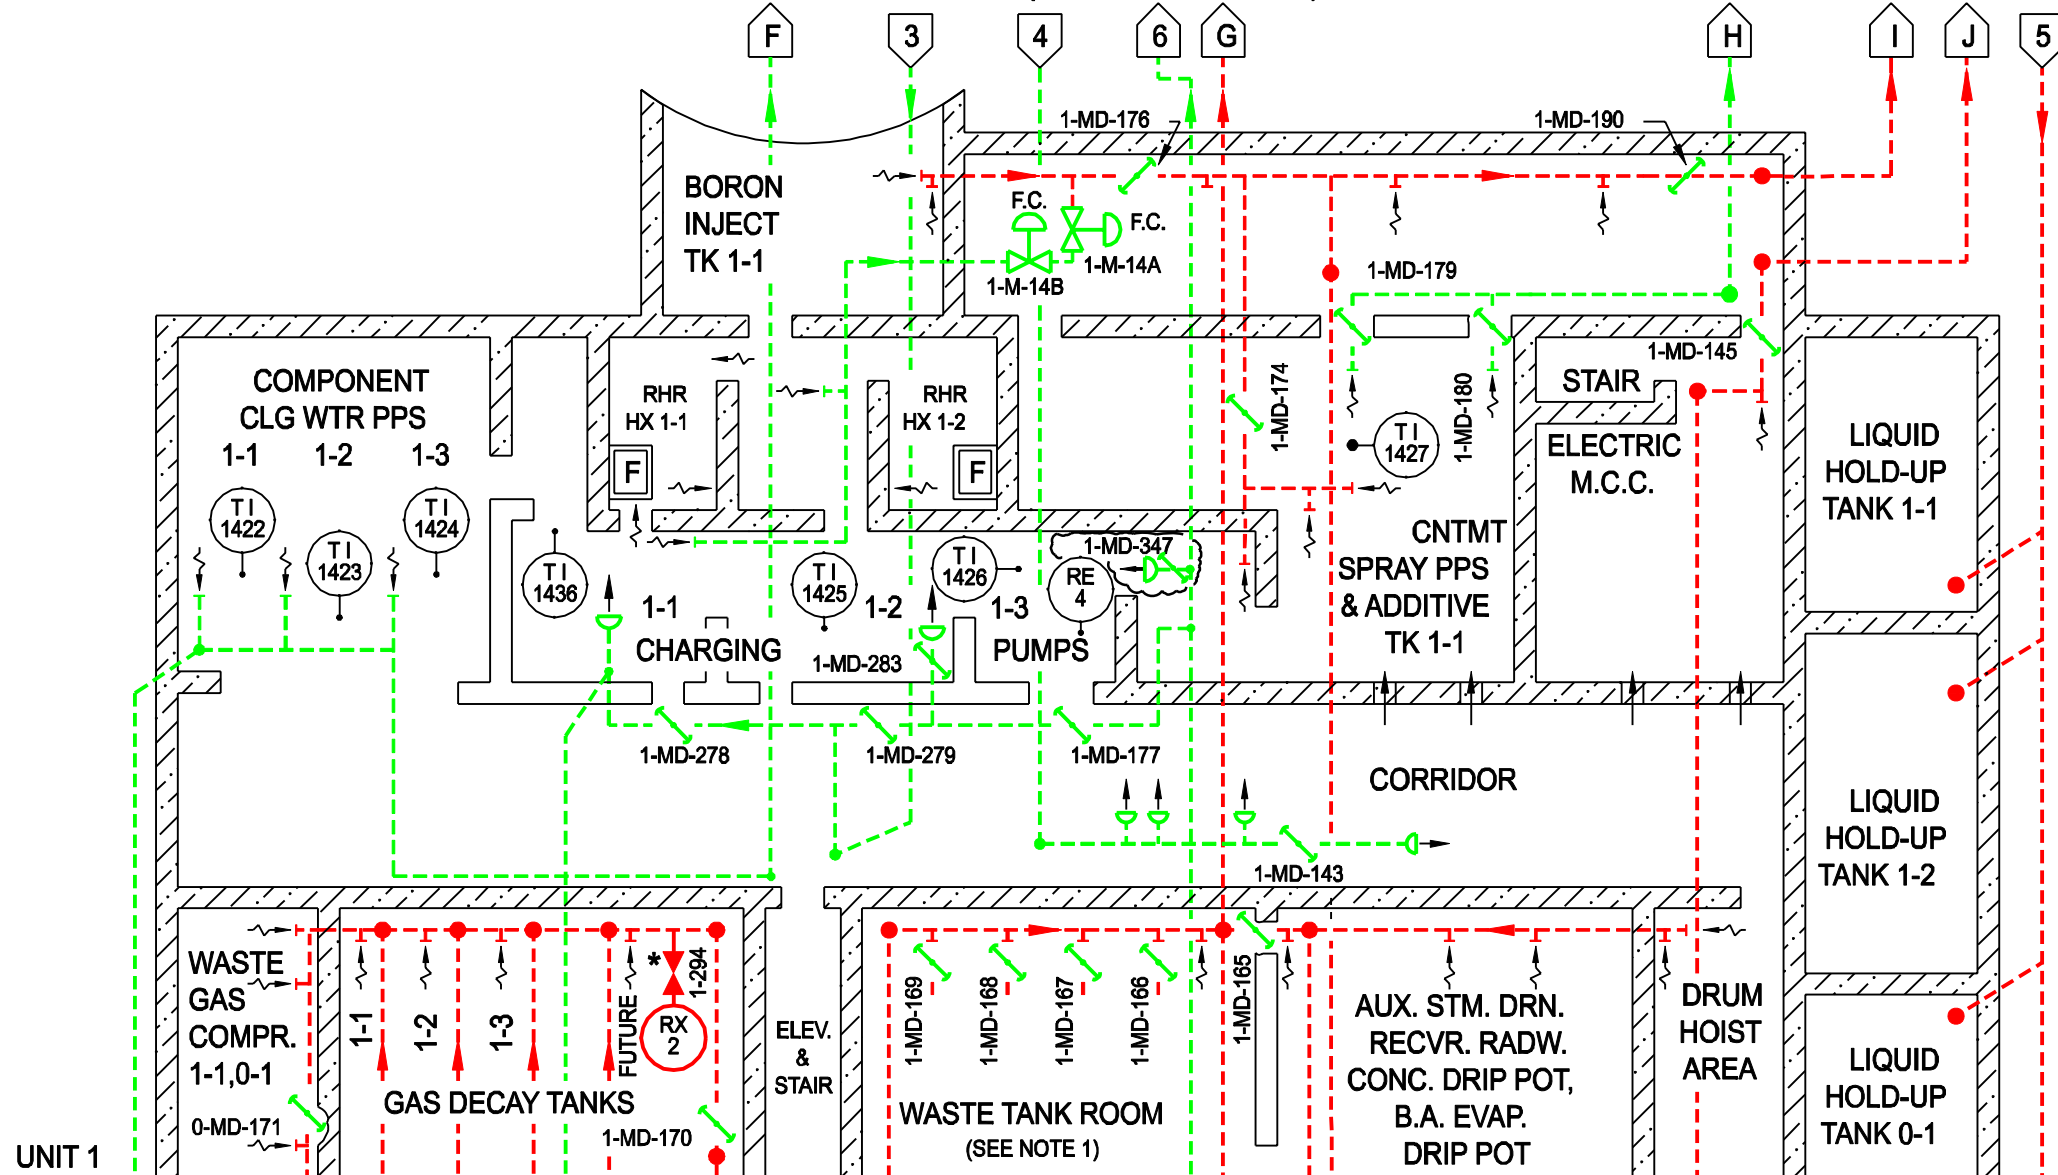 F
3
4
6
G
H
I
J
5
1-MD-176
1-MD-190
BORON
INJECT
TK 1-1
F.C.
F.C.
1-M-14A
1-M-14B
1-MD-179
1-MD-145
COMPONENT
CLG WTR PPS
1-1
1-2
1-3
RHR
HX 1-1
RHR
HX 1-2
F
F
1-MD-174
1-MD-180
TI
1427
STAIR
ELECTRIC
M.C.C.
LIQUID
HOLD-UP
TANK 1-1
TI
1422
TI
1423
TI
1424
TI
1436
TI
1425
TI
1426
RE
4
1-MD-347
CNTMT
SPRAY PPS
& ADDITIVE
TK 1-1
1-1
1-2
1-3
CHARGING
PUMPS
1-MD-283
1-MD-278
1-MD-279
1-MD-177
CORRIDOR
LIQUID
HOLD-UP
TANK 1-2
1-MD-143
WASTE
GAS
COMPR.
1-1,0-1
0-MD-171
1-1
1-2
1-3
FUTURE
*
1-294
RX
2
GAS DECAY TANKS
1-MD-170
ELEV.
&
STAIR
1-MD-169
1-MD-168
1-MD-167
1-MD-166
1-MD-165
WASTE TANK ROOM
(SEE NOTE 1)
AUX. STM. DRN.
RECVR. RADW.
CONC. DRIP POT,
B.A. EVAP.
DRIP POT
DRUM
HOIST
AREA
LIQUID
HOLD-UP
TANK 0-1
UNIT 1